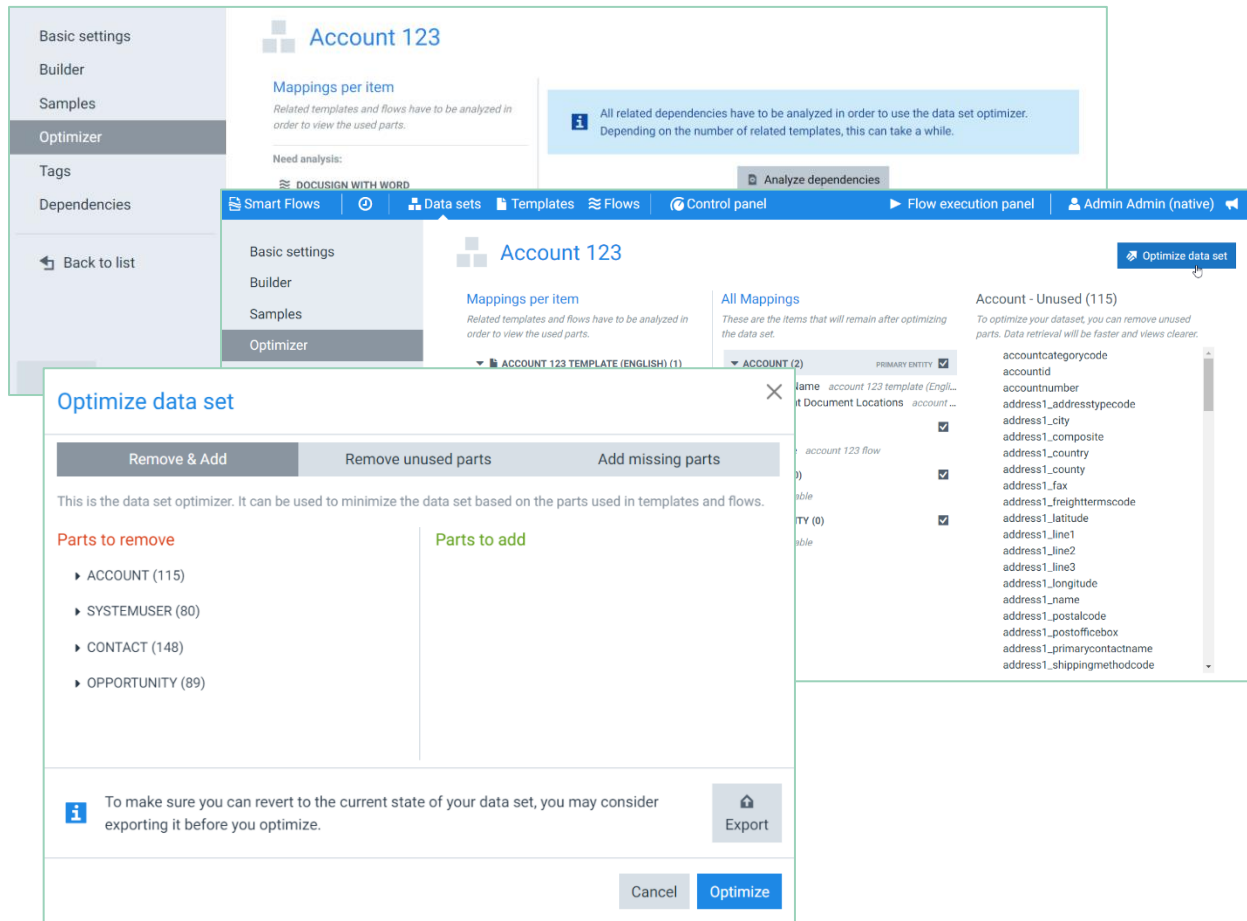 Basic settings
Builder
Samples
Optimizer
Tags
Dependencies
Back to list
Account 123
Mappings per item
Related templates and flows have to be analyzed in
order to view the used parts.
Need analysis:
DOCUSIGN WITH WORD
All related dependencies have to be analyzed in order to use the data set optimizer.
Depending on the number of related templates, this can take a while.
Analyze dependencies
Smart Flows
Data sets
Templates
Flows
Control panel
Flow execution panel
Admin Admin (native)
Basic settings
Builder
Samples
Optimizer
Account 123
Optimize data set
Mappings per item
Related templates and flows have to be analyzed in
order to view the used parts.
ACCOUNT 123 TEMPLATE (ENGLISH) (1)
All Mappings
These are the items that will remain after optimizing
the data set.
ACCOUNT (2) PRIMARY ENTITY
Name account 123 template (Engli...
t Document Locations account ...
account 123 flow
)
able
ITY (0)
able
Account - Unused (115)
To optimize your dataset, you can remove unused
parts. Data retrieval will be faster and views clearer.
accountcategorycode
accountid
accountnumber
address1_addresstypecode
address1_city
address1_composite
address1_country
address1_county
address1_fax
address1_freighttermscode
address1_latitude
address1_line1
address1_line2
address1_line3
address1_longitude
address1_name
address1_postalcode
address1_postofficebox
address1_primarycontactname
address1_shippingmethodcode
Optimize data set
Remove & Add
Remove unused parts
Add missing parts
This is the data set optimizer. It can be used to minimize the data set based on the parts used in templates and flows.
Parts to remove
ACCOUNT (115)
SYSTEMUSER (80)
CONTACT (148)
OPPORTUNITY (89)
Parts to add
To make sure you can revert to the current state of your data set, you may consider
exporting it before you optimize.
Export
Cancel
Optimize